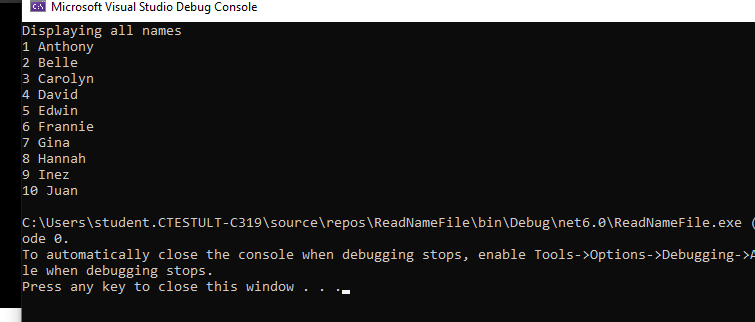 Microsoft Visual Studio Debug Console
Displaying all names
1 Anthony
2 Belle
3 Carolyn
4 David
5 Edwin
6 Frannie
7 Gina
8 Hannah
9 Inez
10 Juan
C:\Users\student.CTESTULT-C319\source\repos\ReadNameFile\bin\Debug\net6.0\ReadNameFile.exe (
ode 0.
To automatically close the console when debugging stops, enable Tools->Options->Debugging->A
le when debugging stops.
Press any key to close this window . . .